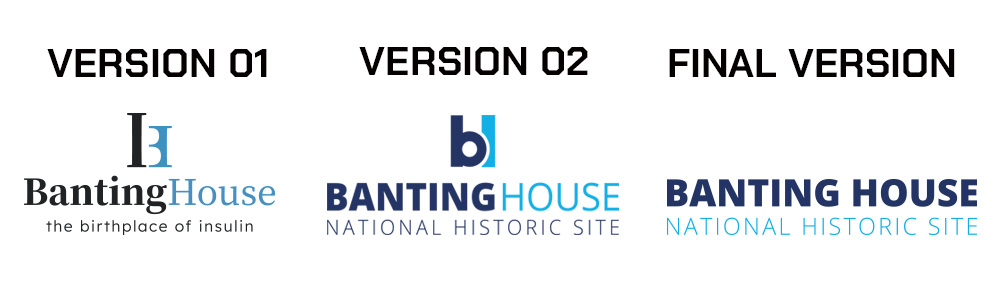 VERSION 01
BantingHouse
the birthplace of insulin
VERSION 02
BANTINGHOUSE
NATIONAL HISTORIC SITE
FINAL VERSION
BANTING HOUSE
NATIONAL HISTORIC SITE